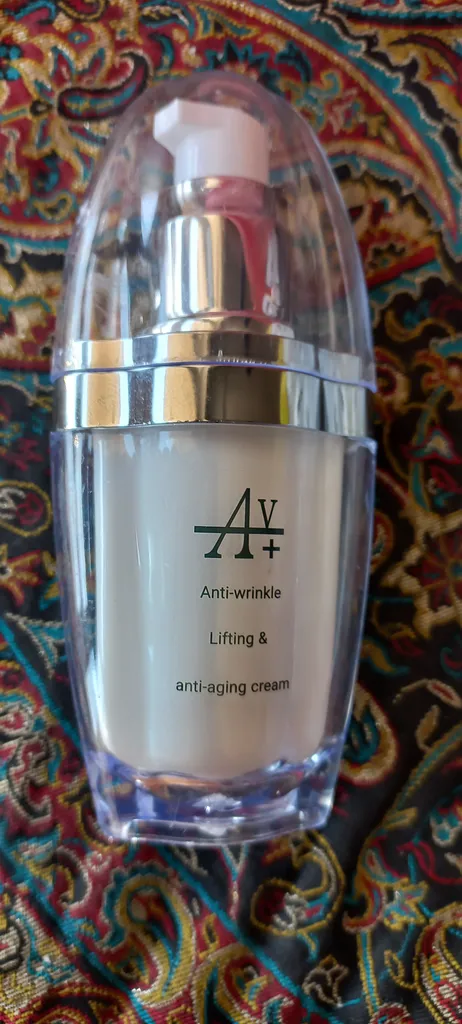 AV+
Anti-wrinkle
Lifting &
anti-aging cream